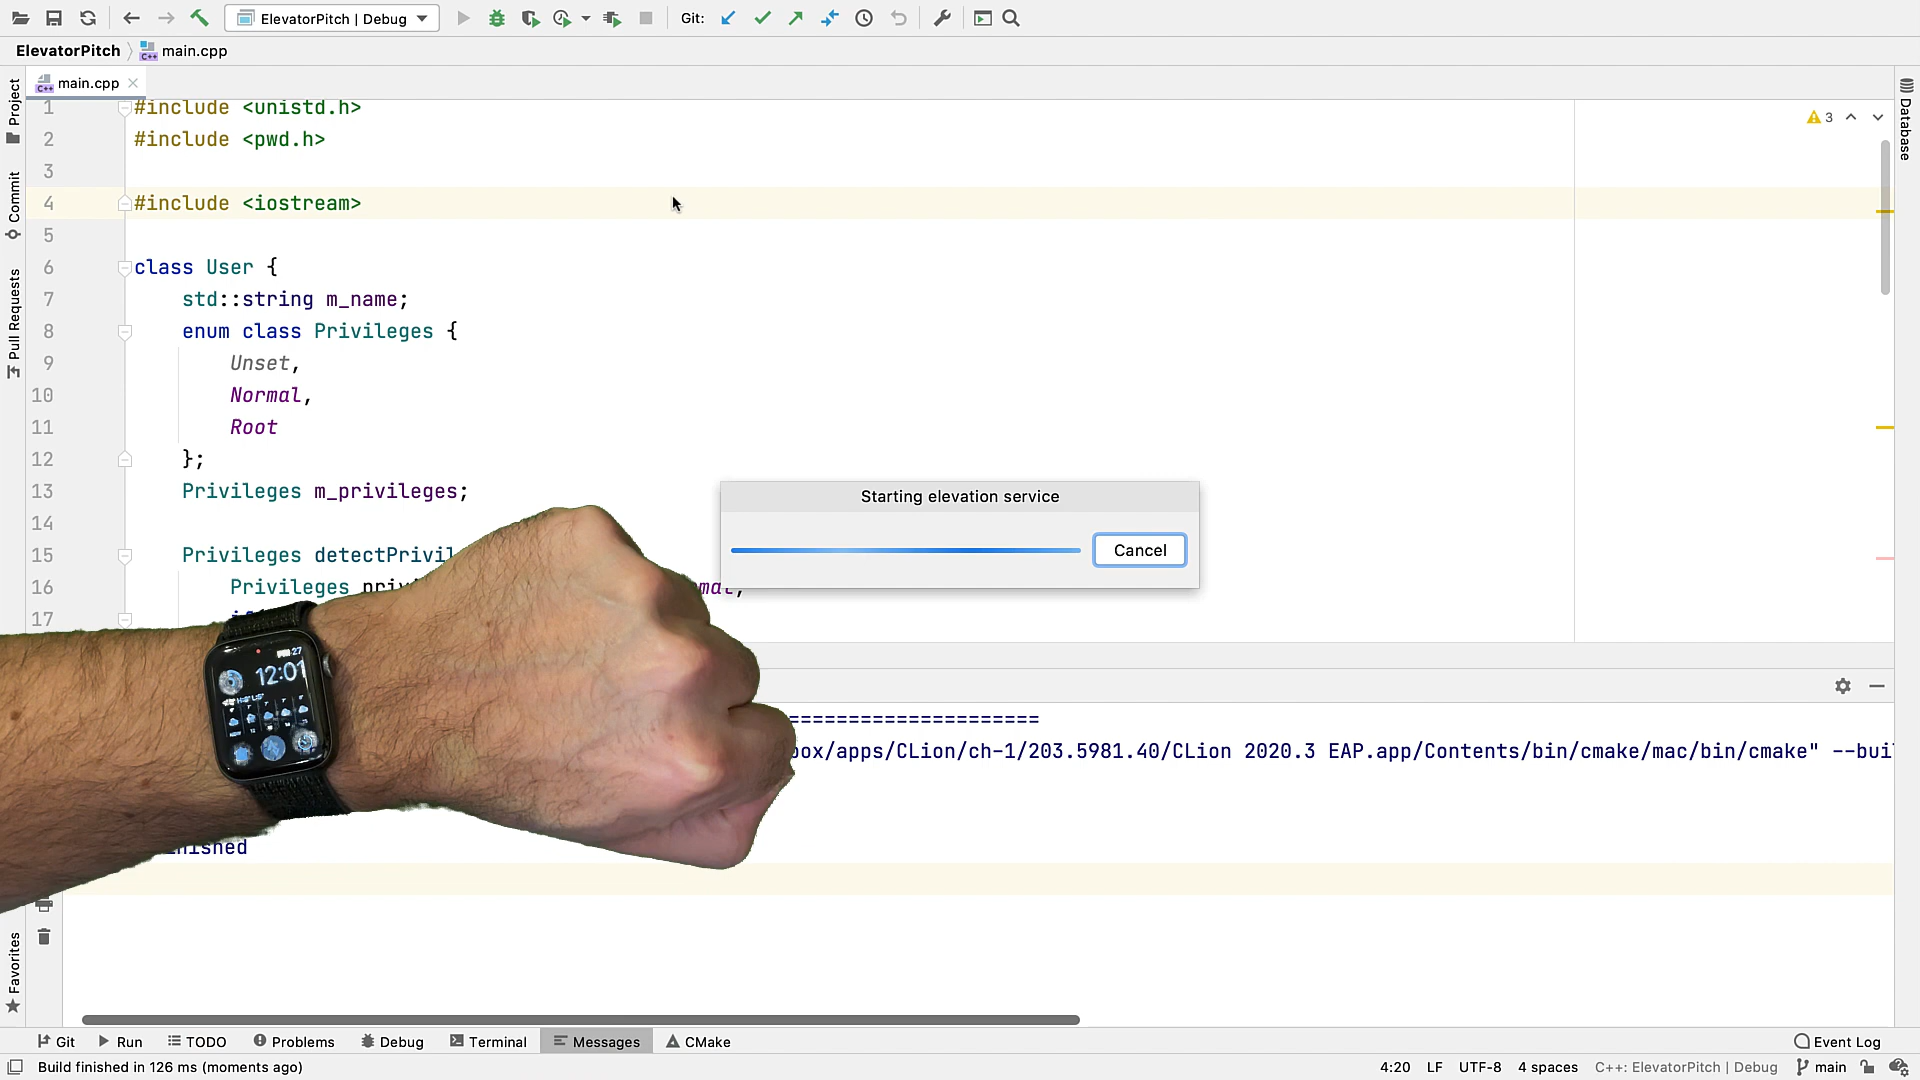 ElevatorPitch | Debug
Git:
ElevatorPitch
main.cpp
main.cpp
Project
Commit
Pull Requests
Favorites
Database
3
1 #include <unistd.h>
2 #include <pwd.h>
3
4 #include <iostream>
5
6 class User {
7 std::string m_name;
8 enum class Privileges {
9 Unset,
10 Normal,
11 Root
12 };
13 Privileges m_privileges;
14
15 Privileges
16 Privileges
17
Starting elevation service
Cancel
12:01
====================
/apps/CLion/ch-1/203.5981.40/CLion 2020.3 EAP.app/Contents/bin/cmake/mac/bin/cmake"
Git
Run
TODO
Problems
Debug
Terminal
Messages
CMake
Event Log
Build finished in 126 ms (moments ago)
4:20 LF UTF-8 4 spaces C++: ElevatorPitch | Debug main